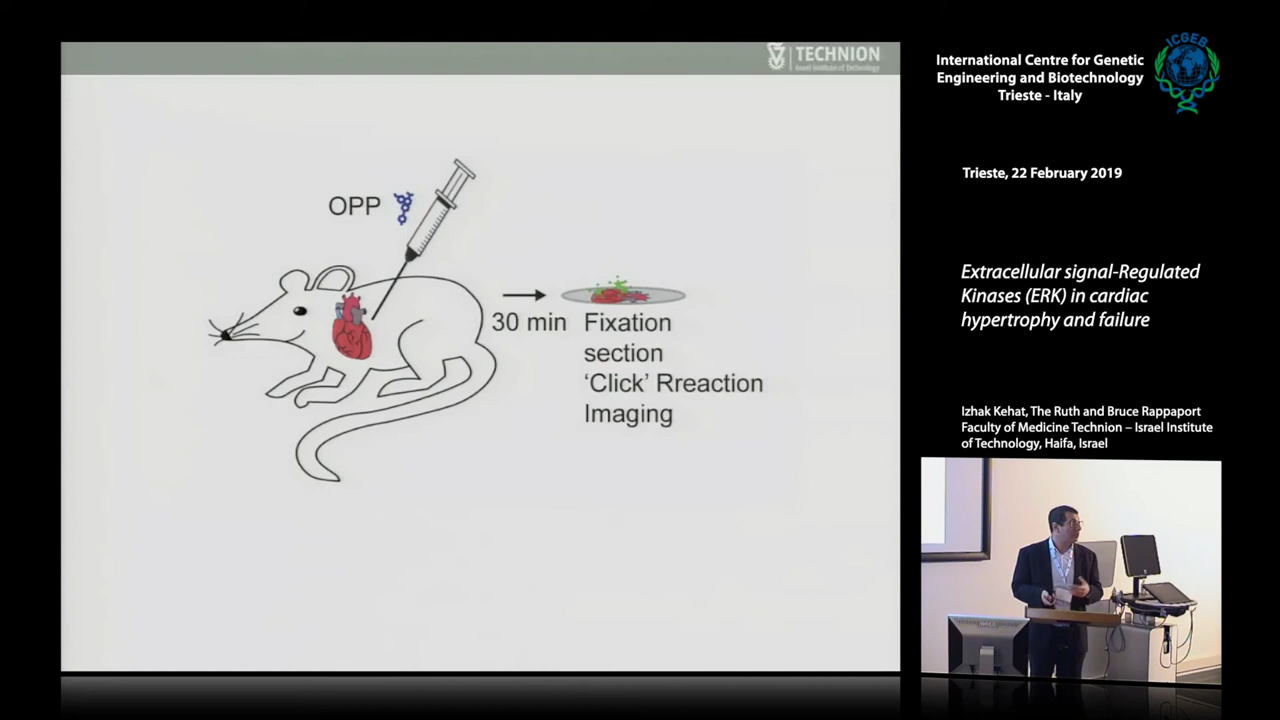 TECHNION
Israel Institute of Technology
OPP
30 min
Fixation
section
‘Click’ Rreaction
Imaging
International Centre for Genetic
Engineering and Biotechnology
Trieste - Italy
ICGEB
Trieste, 22 February 2019
Extracellular signal-Regulated
Kinases (ERK) in cardiac
hypertrophy and failure
Izhak Kehat, The Ruth and Bruce Rappaport
Faculty of Medicine Technion – Israel Institute
of Technology, Haifa, Israel